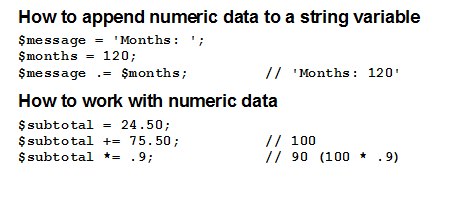 How to append numeric data to a string variable
$message = 'Months: ';
$months = 120;
$message .= $months; // 'Months: 120'
How to work with numeric data
$subtotal = 24.50;
$subtotal += 75.50; // 100
$subtotal *= .9; // 90 (100 * .9)